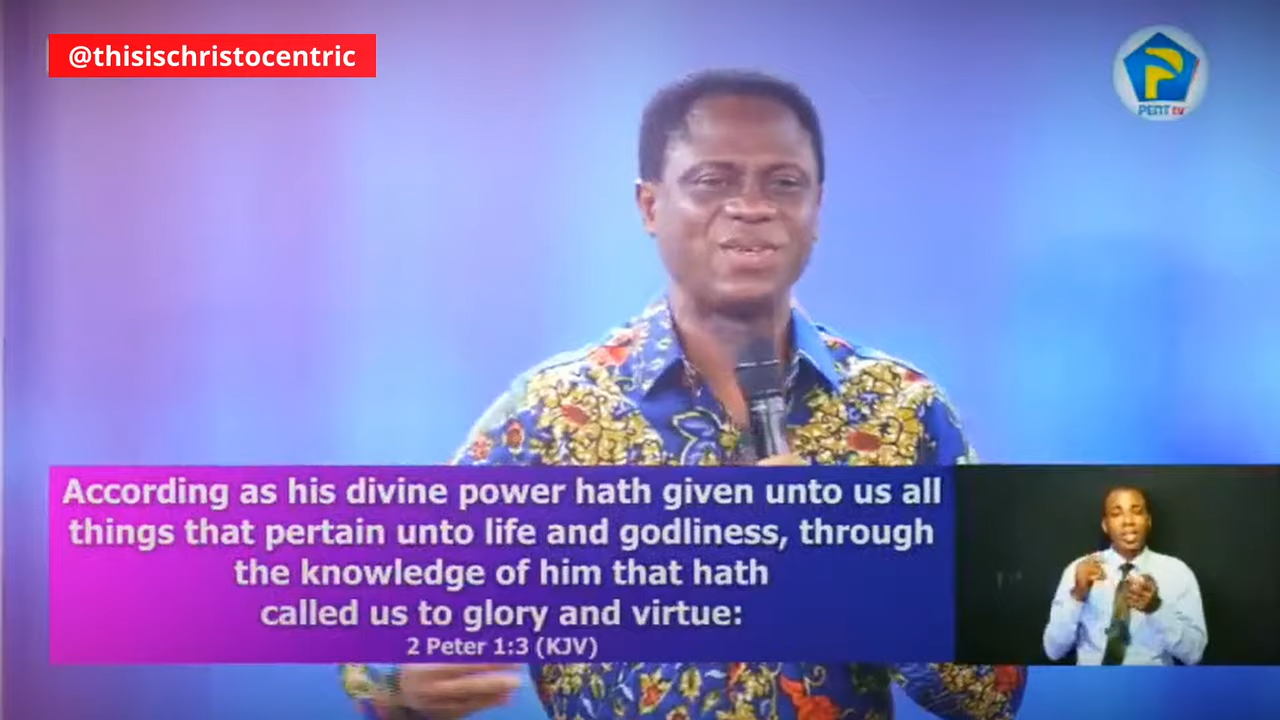 @thisischristocentric
PENT tv
According as his divine power hath given unto us all
things that pertain unto life and godliness, through
the knowledge of him that hath
called us to glory and virtue:
2 Peter 1:3 (KJV)